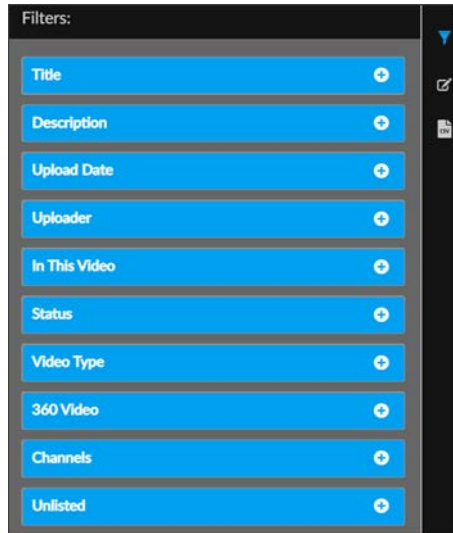 Filters:
Title
Description
Upload Date
Uploader
In This Video
Status
Video Type
360 Video
Channels
Unlisted